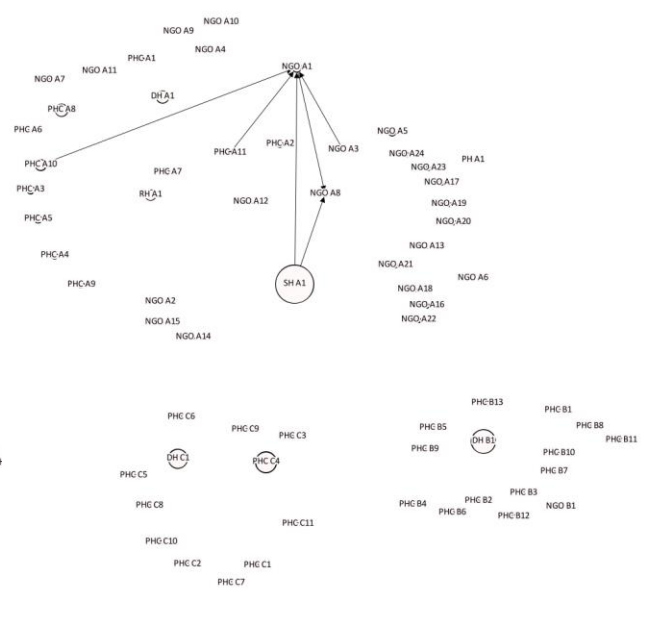 NGO A10
NGO A9
NGO A4
PHC A1
NGO A1
NGO A11
NGO A7
DH A1
PHC A8
PHC A6
NGO A5
PHC A2
NGO A3
PHC A11
NGO A24
PH A1
PHC A10
NGO A23
PHC A7
NGO A17
PHC A3
RH A1
NGO A8
NGO A12
NGO A19
PHC A5
NGO A20
NGO A13
PHC A4
NGO A21
NGO A6
PHC A9
SH A1
NGO A18
NGO A2
NGO A16
NGO A15
NGO A22
NGO A14
PHC B13
PHC B1
PHC C6
PHC B8
PHC C9
PHC B5
PHC C3
DH B1
PHC B11
PHC B9
PHC B10
DH C1
PHC C4
PHC B7
PHC C5
PHC B3
PHC B2
PHC C8
PHC B4
NGO B1
PHC B6
PHC B12
PHC C11
PHC C10
PHC C2
PHC C1
PHC C7